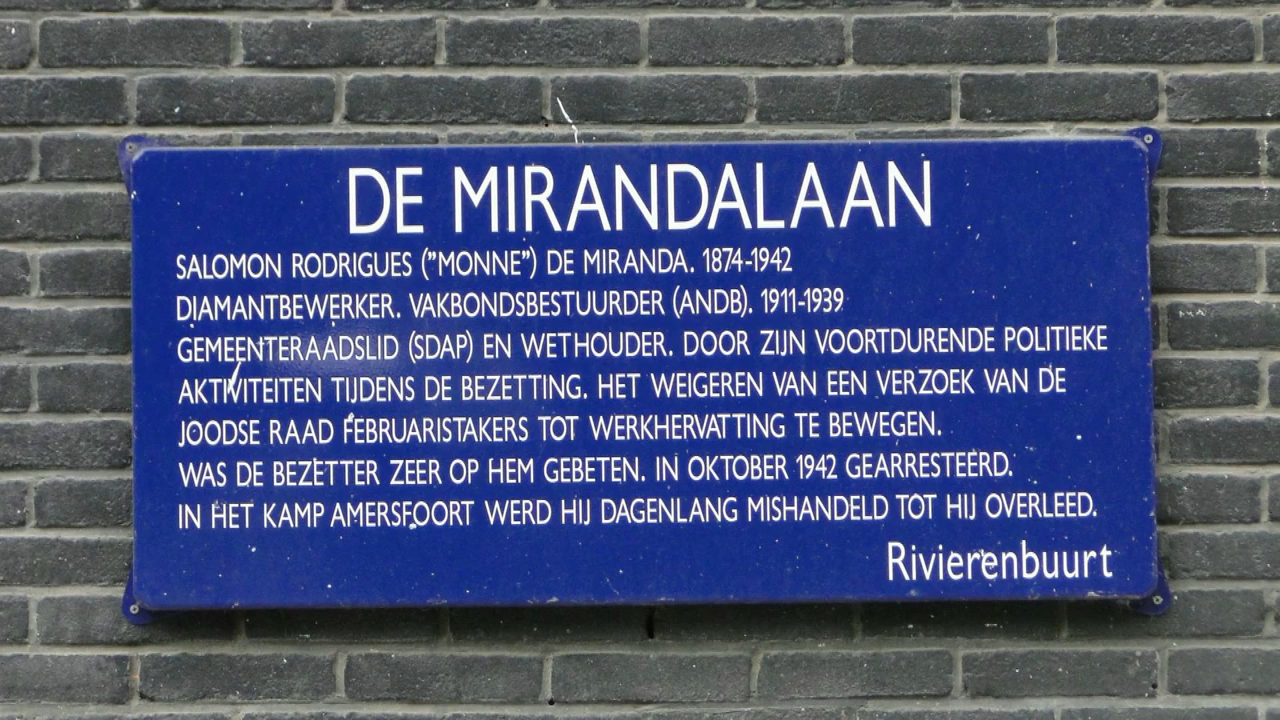 DE MIRANDALAAN
SALOMON RODRIGUES (”MONNE”) DE MIRANDA. 1874-1942
DIAMANTBEWERKER. VAKBONDSBESTUURDER (ANDB). 1911-1939
GEMEENTERAADSLID (SDAP) EN WETHOUDER. DOOR ZIJN VOORTDURENDE POLITIEKE
AKTIVITEITEN TIJDENS DE BEZETTING. HET WEIGEREN VAN EEN VERZOEK VAN DE
JOODSE RAAD FEBRUARISTAKERS TOT WERKHERVATTING TE BEWEGEN.
WAS DE BEZETTER ZEER OP HEM GEBETEN. IN OKTOBER 1942 GEARRESTEERD.
IN HET KAMP AMERSFOORT WERD HIJ DAGENLANG MISHANDELD TOT HIJ OVERLEED.
Rivierenbuurt